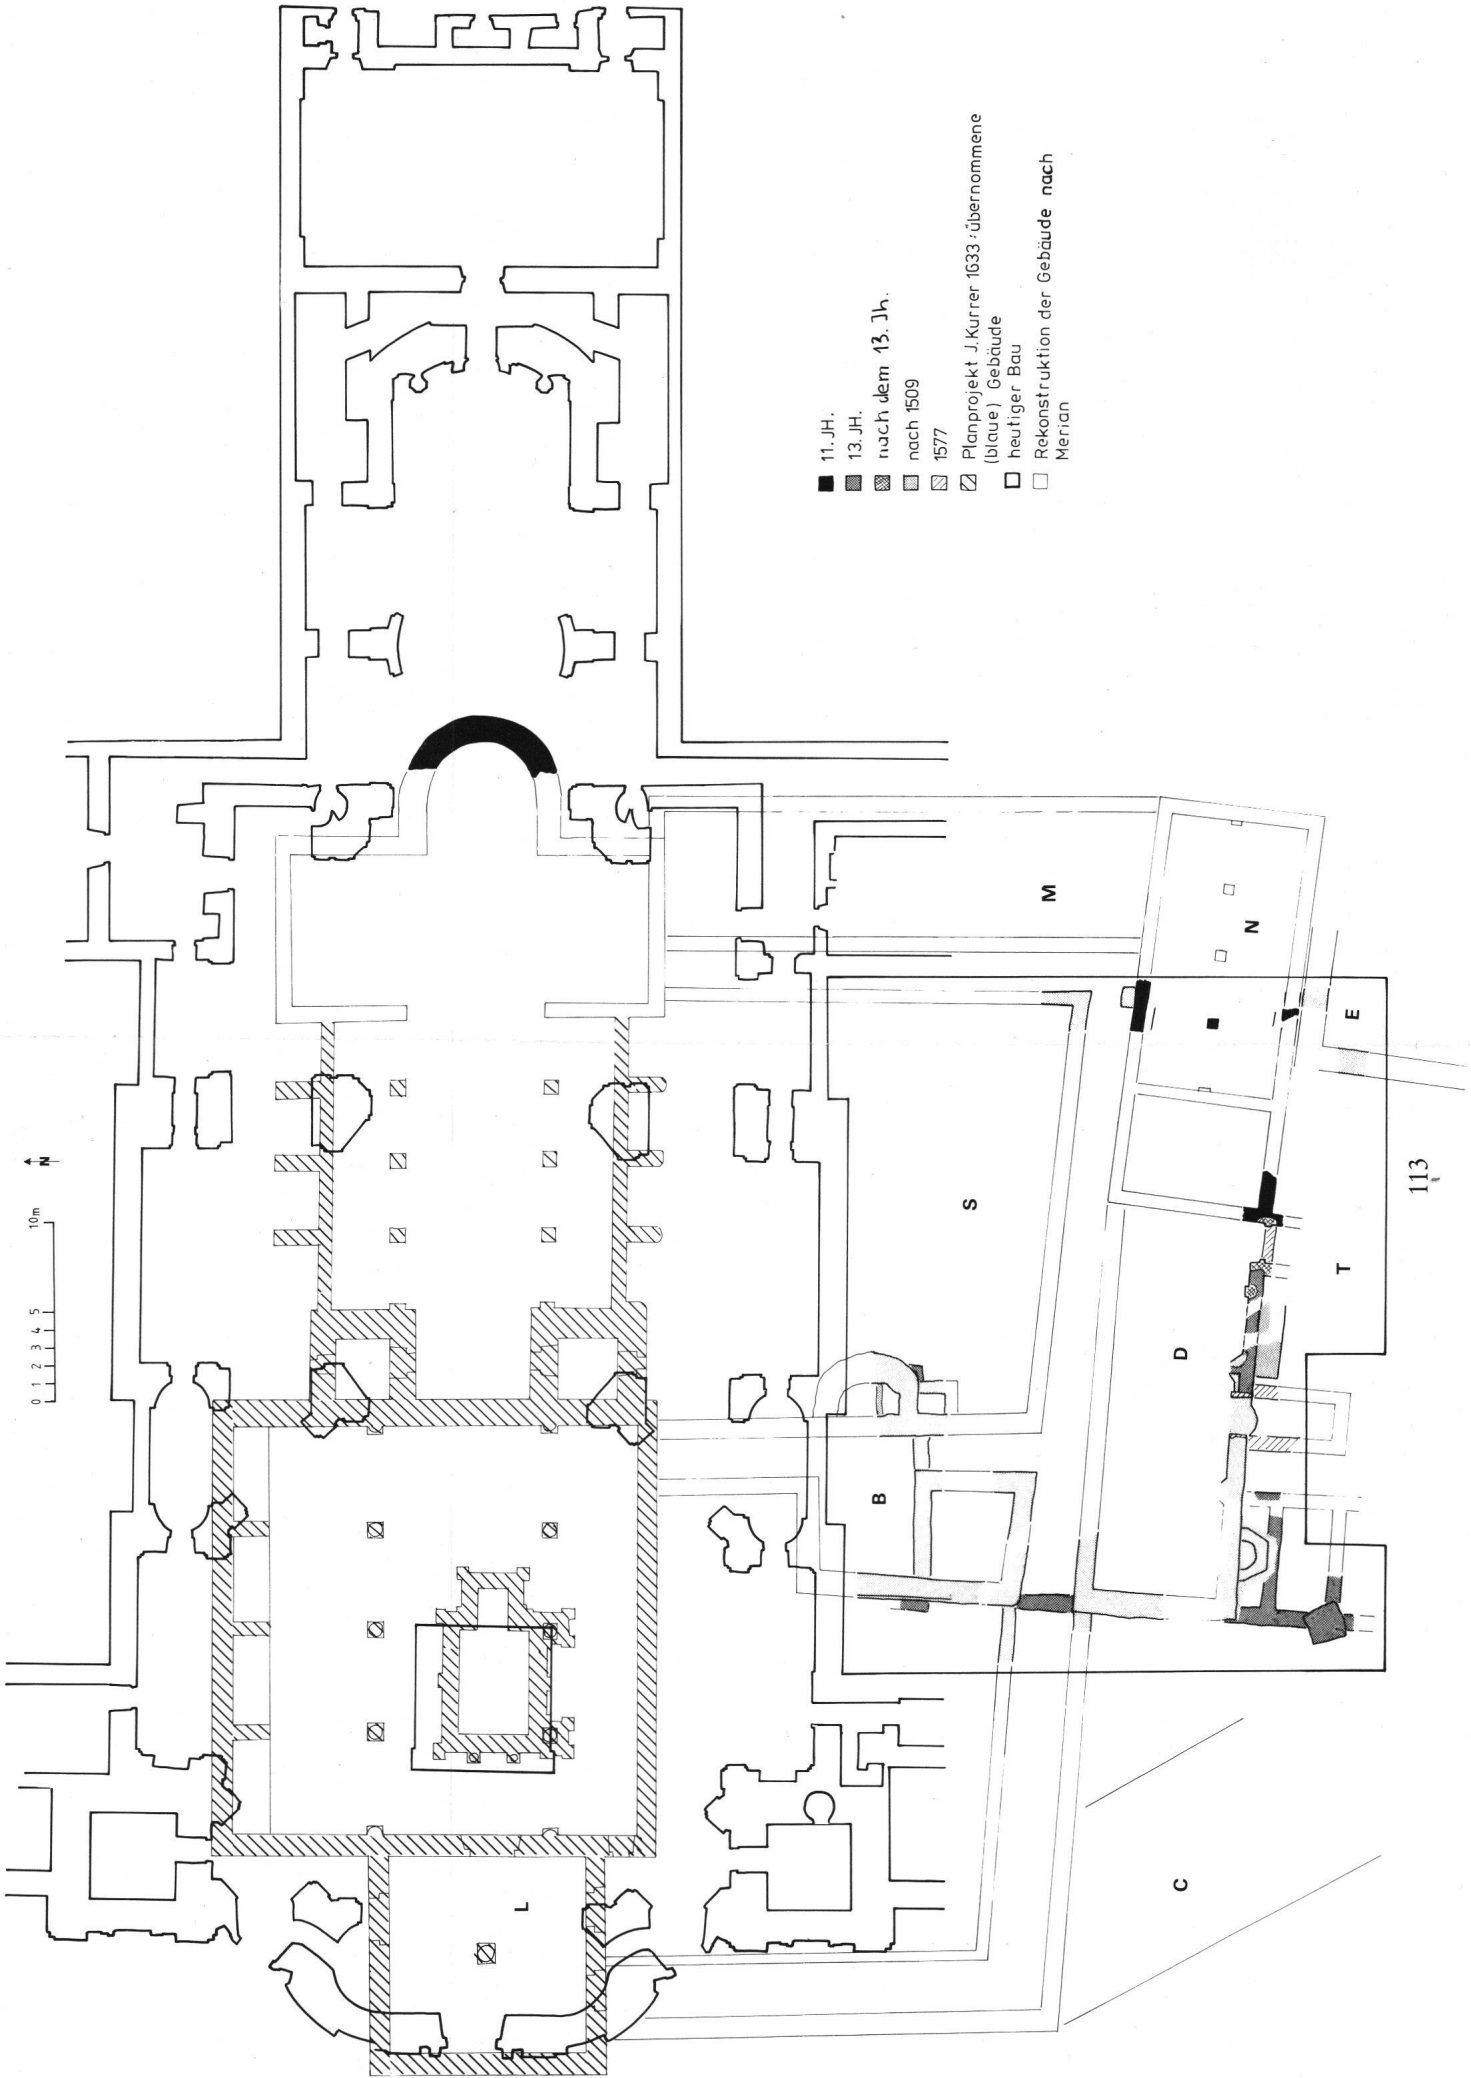 0 1 2 3 4 5 10m
N
11. JH.
13. JH.
nach dem 13. Jh.
nach 1509
1577
Planprojekt J. Kurrer 1633 : übernommene
(blaue) Gebäude
heutiger Bau
Rekonstruktion der Gebäude nach
Merian
M
N
E
S
T
D
B
L
C
113